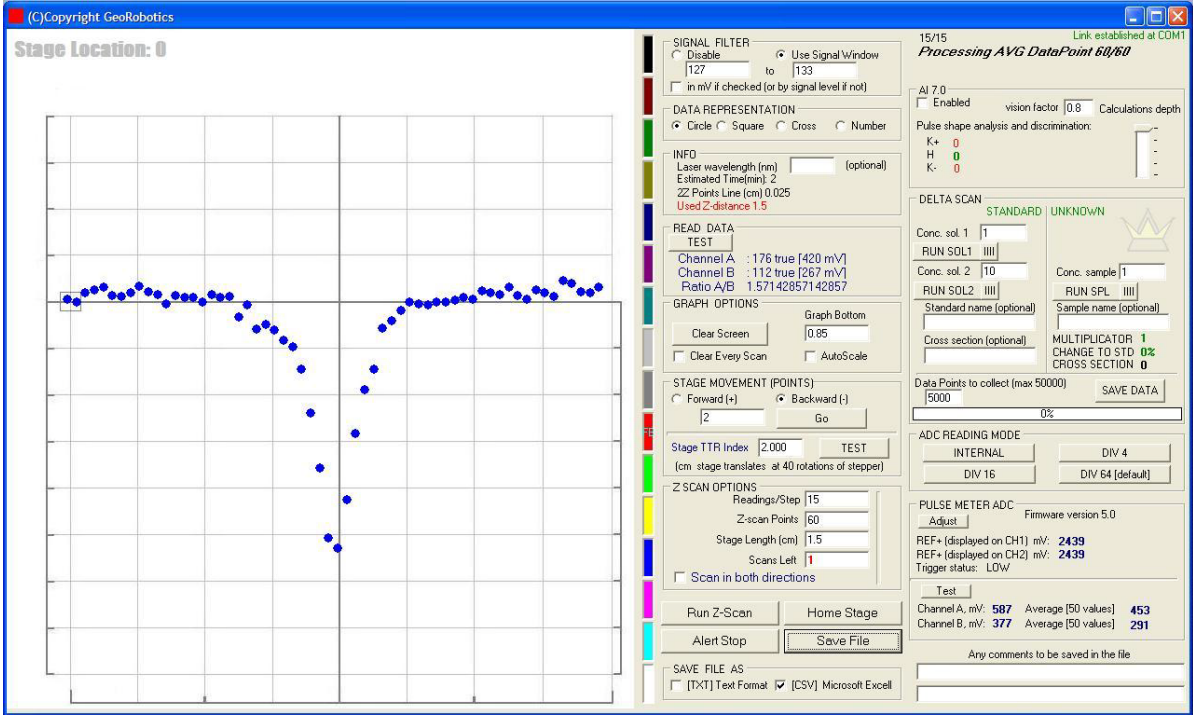 (C)Copyright GeoRobotics
Stage Location: 0
SIGNAL FILTER
Disable
Use Signal Window
127 to 133
in mV if checked (or by signal level if not)
DATA REPRESENTATION
Circle Square Cross Number
INFO
Laser wavelength (nm) (optional)
Estimated Time(min): 2
2Z Points Line (cm) 0.025
Used Z-distance 1.5
READ DATA
TEST
Channel A : 176 true [420 mV]
Channel B : 112 true [267 mV]
Ratio A/B 1.57142857142857
GRAPH OPTIONS
Graph Bottom
Clear Screen 0.85
Clear Every Scan AutoScale
STAGE MOVEMENT (POINTS)
Forward (+) Backward (-)
2 Go
Stage TTR Index 2.000 TEST
(cm stage translates at 40 rotations of stepper)
Z SCAN OPTIONS
Readings/Step 15
Z-scan Points 60
Stage Length (cm) 1.5
Scans Left 1
Scan in both directions
Run Z-Scan Home Stage
Alert Stop Save File
SAVE FILE AS
[TXT] Text Format [CSV] Microsoft Excell
15/15 Link established at COM1
Processing AVG DataPoint 60/60
AI 7.0
Enabled vision factor 0.8 Calculations depth
Pulse shape analysis and discrimination:
K+ 0
H 0
K- 0
DELTA SCAN
STANDARD UNKNOWN
Conc. sol. 1 1
RUN SOL1 IIII
Conc. sol. 2 10 Conc. sample 1
RUN SOL2 IIII RUN SPL IIII
Standard name (optional) Sample name (optional)
Cross section (optional)
MULTIPLICATOR 1
CHANGE TO STD 0%
CROSS SECTION 0
Data Points to collect (max 50000)
5000 SAVE DATA
0%
ADC READING MODE
INTERNAL DIV 4
DIV 16 DIV 64 [default]
PULSE METER ADC
Adjust Firmware version 5.0
REF+ (displayed on CH1) mV: 2439
REF+ (displayed on CH2) mV: 2439
Trigger status: LOW
Test
Channel A, mV: 587 Average [50 values] 453
Channel B, mV: 377 Average [50 values] 291
Any comments to be saved in the file